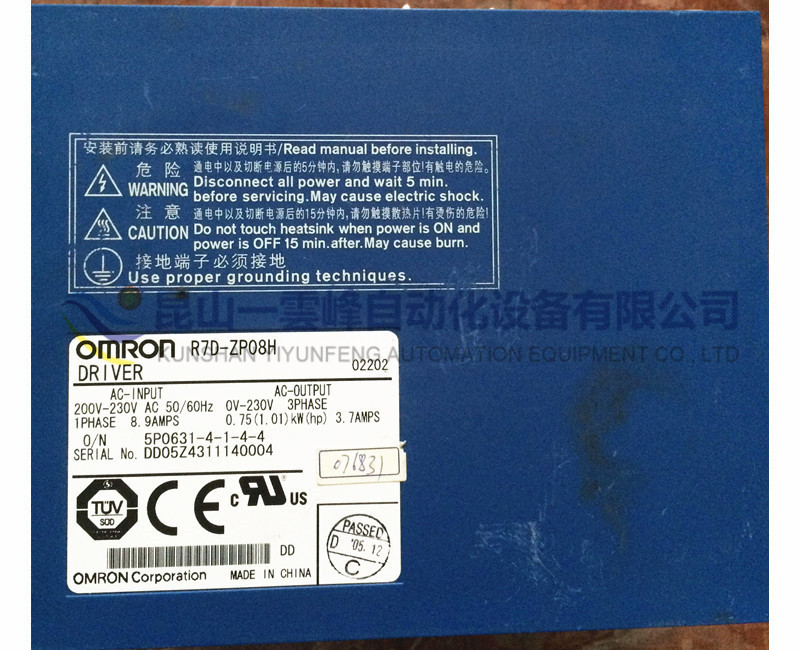 安装前请务必熟读使用说明书/Read manual before installing.
危险 WARNING
通电中以及切断电源后的5分钟内,请勿触摸端子部位!有触电的危险。
Disconnect all power and wait 5 min.
before servicing.May cause electric shock.
注意 CAUTION
通电中以及切断电源后的15分钟内,请勿触摸散热片!有烫伤的危险!
Do not touch heatsink when power is ON and
power is OFF 15 min.after.May cause burn.
接地端子必须接地
Use proper grounding techniques.
昆山一雲峰自动化设备有限公司
KUNSHAN YIYUNFENG AUTOMATION EQUIPMENT CO., LTD
OMRON R7D-ZP08H
DRIVER 02202
AC-INPUT AC-OUTPUT
200V-230V AC 50/60Hz 0V-230V 3PHASE
1PHASE 8.9AMPS 0.75(1.01)kW(hp) 3.7AMPS
O/N 5P0631-4-1-4-4
SERIAL No. DD05Z4311140004
076831
TÜV
SÜD
CE
c RU US
DD
OMRON Corporation MADE IN CHINA
PASSED
D '05.12
C